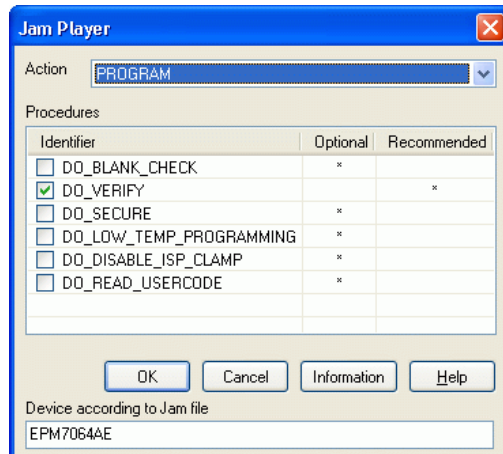 Jam Player
Action PROGRAM
Procedures
Identifier Optional Recommended
DO_BLANK_CHECK *
DO_VERIFY *
DO_SECURE *
DO_LOW_TEMP_PROGRAMMING *
DO_DISABLE_ISP_CLAMP *
DO_READ_USERCODE *
OK Cancel Information Help
Device according to Jam file
EPM7064AE